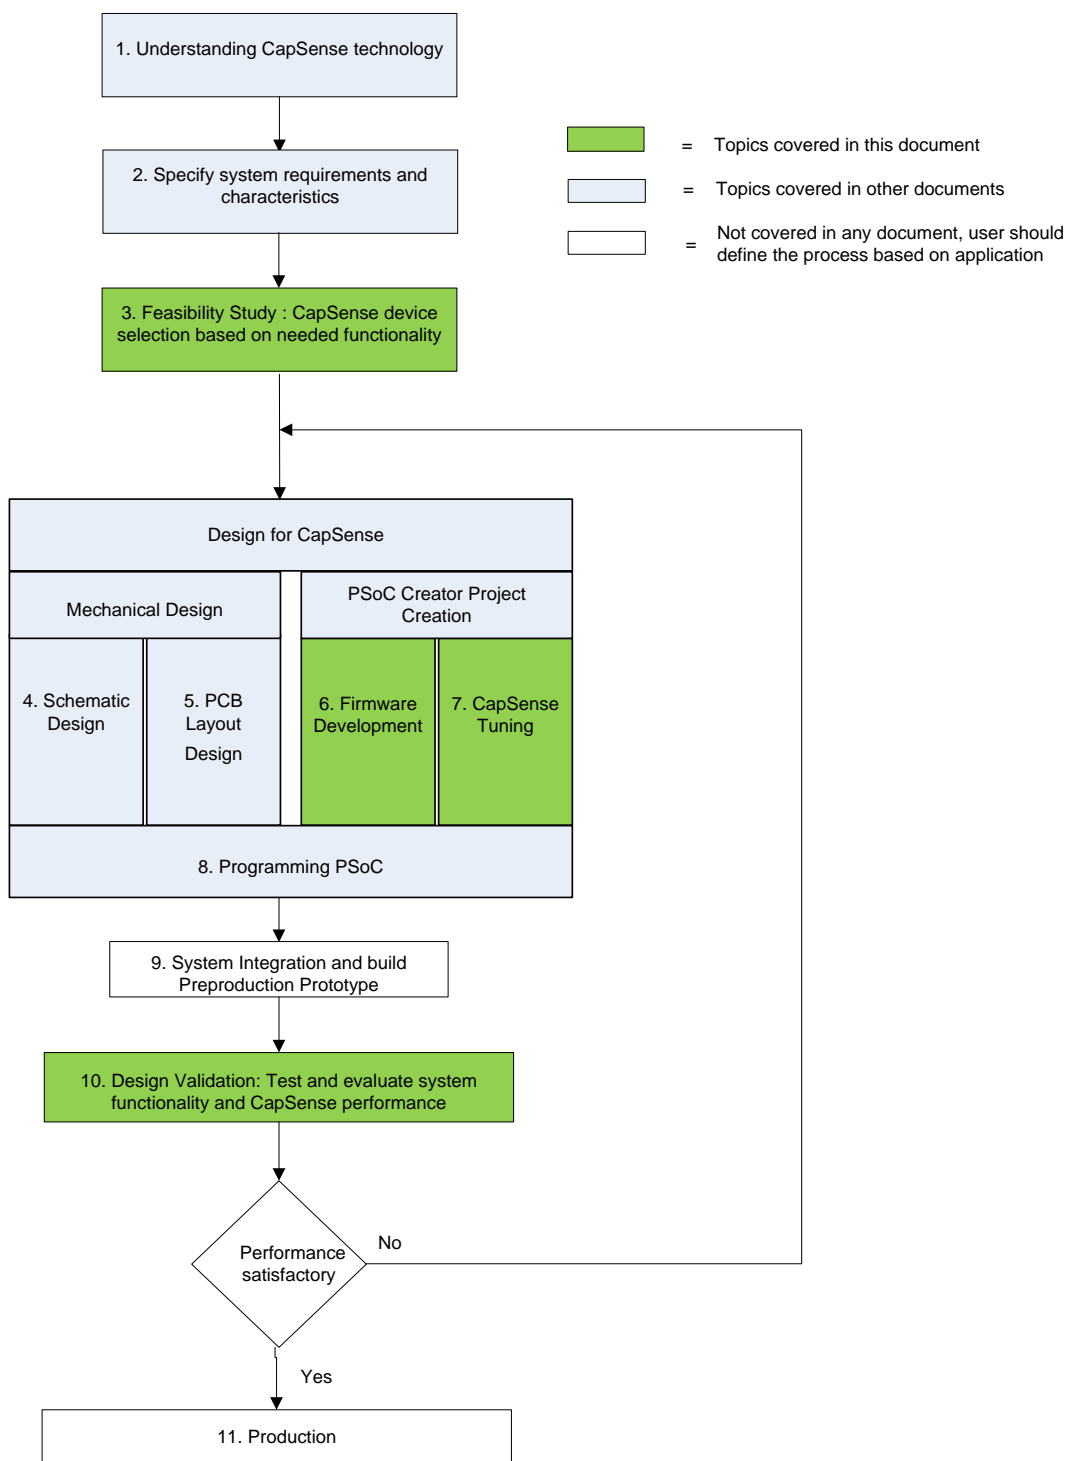 1. Understanding CapSense technology
= Topics covered in this document
2. Specify system requirements and
characteristics
= Topics covered in other documents
= Not covered in any document, user should
define the process based on application
3. Feasibility Study : CapSense device
selection based on needed functionality
Design for CapSense
Mechanical Design
PSoC Creator Project
Creation
4. Schematic
Design
5. PCB
Layout
Design
6. Firmware
Development
7. CapSense
Tuning
8. Programming PSoC
9. System Integration and build
Preproduction Prototype
10. Design Validation: Test and evaluate system
functionality and CapSense performance
Performance
satisfactory
No
Yes
11. Production